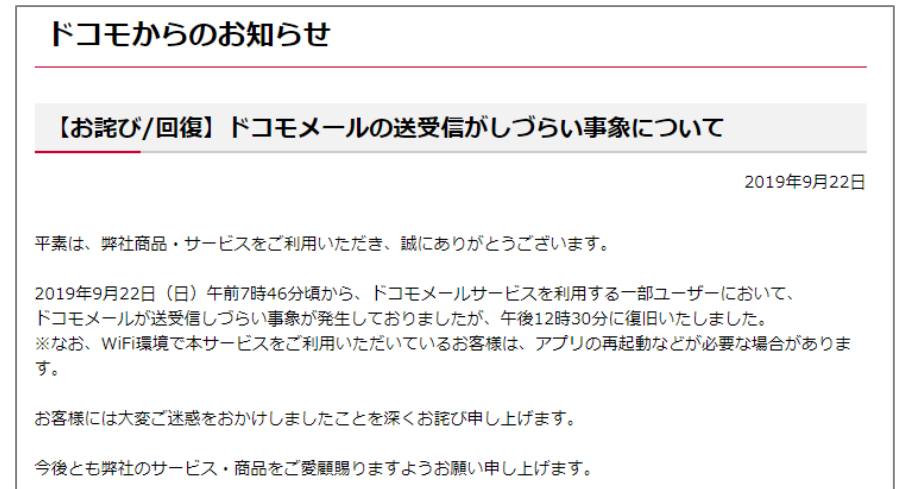 ドコモからのお知らせ
【お詫び/回復】ドコモメールの送受信がしづらい事象について
2019年9月22日
平素は、弊社商品・サービスをご利用いただき、誠にありがとうございます。
2019年9月22日（日）午前7時46分頃から、ドコモメールサービスを利用する一部ユーザーにおいて、
ドコモメールが送受信しづらい事象が発生しておりましたが、午後12時30分に復旧いたしました。
※なお、WiFi環境で本サービスをご利用いただいているお客様は、アプリの再起動などが必要な場合がありま
す。
お客様には大変ご迷惑をおかけしましたことを深くお詫び申し上げます。
今後とも弊社のサービス・商品をご愛顧賜りますようお願い申し上げます。